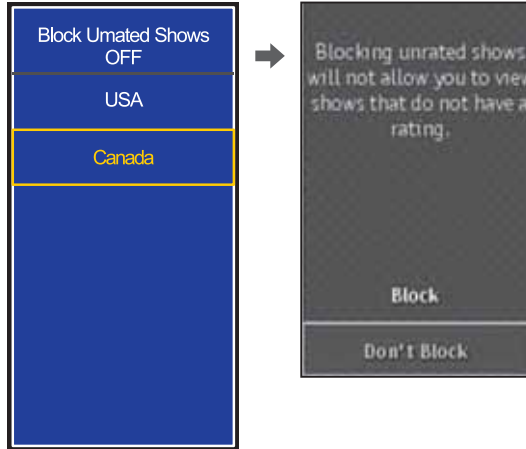 Block Umated Shows
OFF
USA
Canada
Blocking unrated shows
will not allow you to view
shows that do not have a
rating.
Block
Don't Block